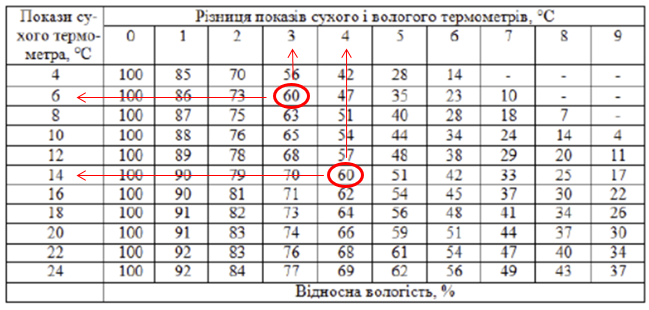 Покази су-
хого термо-
метра, °С
Різниця показів сухого і вологого термометрів, °С
0 1 2 3 4 5 6 7 8 9
4 100 85 70 56 42 28 14 - - -
6 100 86 73 60 47 35 23 10 - -
8 100 87 75 63 51 40 28 18 7 -
10 100 88 76 65 54 44 34 24 14 4
12 100 89 78 68 57 48 38 29 20 11
14 100 90 79 70 60 51 42 33 25 17
16 100 90 81 71 62 54 45 37 30 22
18 100 91 82 73 64 56 48 41 34 26
20 100 91 83 74 66 59 51 44 37 30
22 100 92 83 76 68 61 54 47 40 34
24 100 92 84 77 69 62 56 49 43 37
Відносна вологість, %